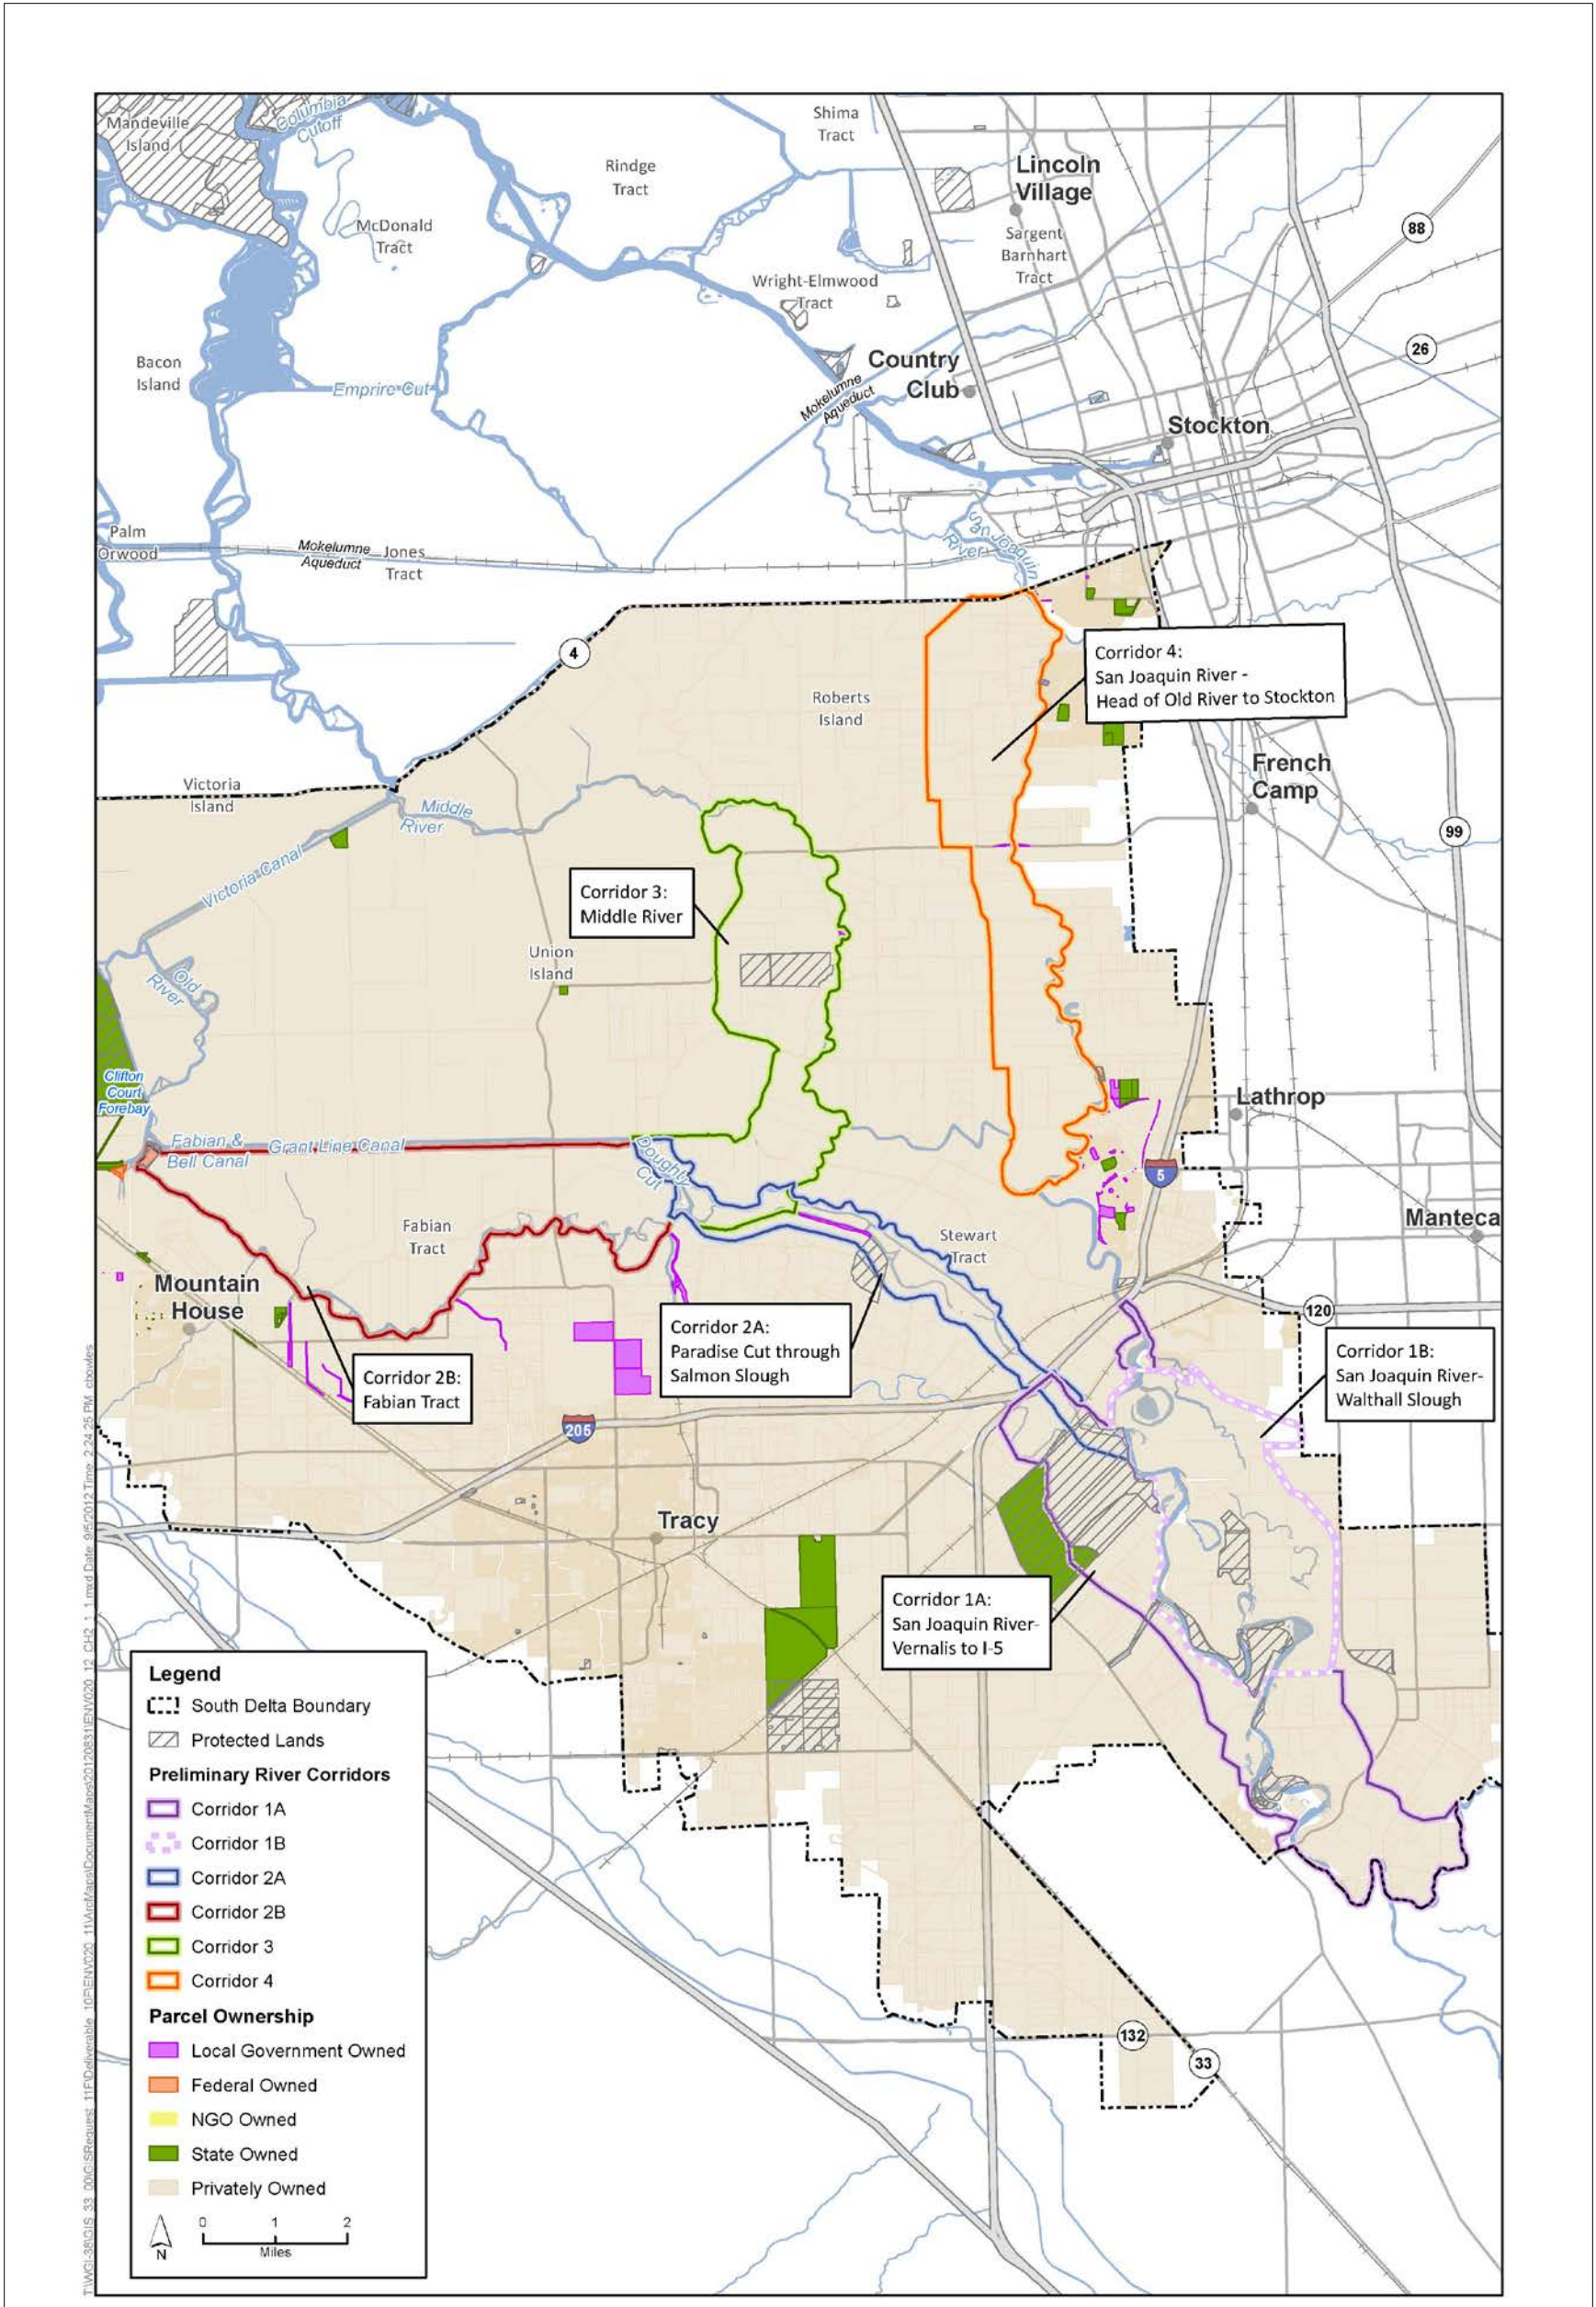 Mandeville
Island
Columbia
Cutoff
Shima
Tract
Rindge
Tract
Lincoln
Village
McDonald
Tract
Sargent
Barnhart
Tract
88
Wright-Elmwood
Tract
Bacon
Island
Emprire Cut
Country
Club
26
Mokelumne
Aqueduct
Stockton
Palm
Orwood
Mokelumne
Aqueduct
Jones
Tract
San Joaquin
River
4
Corridor 4:
San Joaquin River -
Head of Old River to Stockton
Roberts
Island
French
Camp
Victoria
Island
Middle
River
99
Victoria Canal
Corridor 3:
Middle River
Union
Island
Old
River
Clifton
Court
Forebay
Lathrop
Fabian &
Bell Canal
Grant Line Canal
Doughty
Cut
5
Fabian
Tract
Stewart
Tract
Manteca
Mountain
House
120
Corridor 2A:
Paradise Cut through
Salmon Slough
Corridor 1B:
San Joaquin River-
Walthall Slough
Corridor 2B:
Fabian Tract
205
Tracy
Corridor 1A:
San Joaquin River-
Vernalis to I-5
132
33
Legend
South Delta Boundary
Protected Lands
Preliminary River Corridors
Corridor 1A
Corridor 1B
Corridor 2A
Corridor 2B
Corridor 3
Corridor 4
Parcel Ownership
Local Government Owned
Federal Owned
NGO Owned
State Owned
Privately Owned
0 1 2
Miles
N